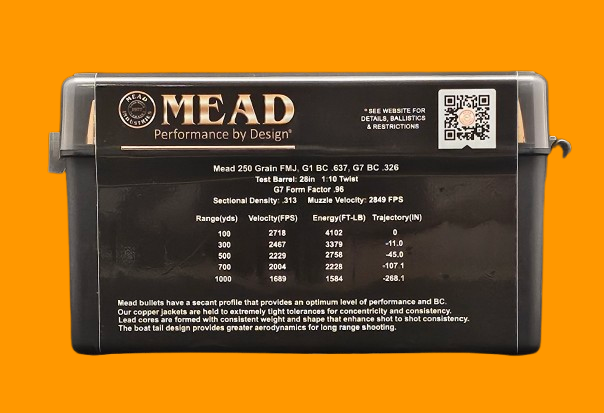 MEAD
INDUSTRIES
MEAD
Performance by Design®
* SEE WEBSITE FOR
DETAILS, BALLISTICS
& RESTRICTIONS
Mead 250 Grain FMJ, G1 BC .637, G7 BC .326
Test Barrel: 28in 1:10 Twist
G7 Form Factor .96
Sectional Density: .313 Muzzle Velocity: 2849 FPS
Range(yds) Velocity(FPS) Energy(FT-LB) Trajectory(IN)
100 2718 4102 0
300 2467 3379 -11.0
500 2229 2758 -45.0
700 2004 2228 -107.1
1000 1689 1584 -268.1
Mead bullets have a secant profile that provides an optimum level of performance and BC.
Our copper jackets are held to extremely tight tolerances for concentricity and consistency.
Lead cores are formed with consistent weight and shape that enhance shot to shot consistency.
The boat tail design provides greater aerodynamics for long range shooting.